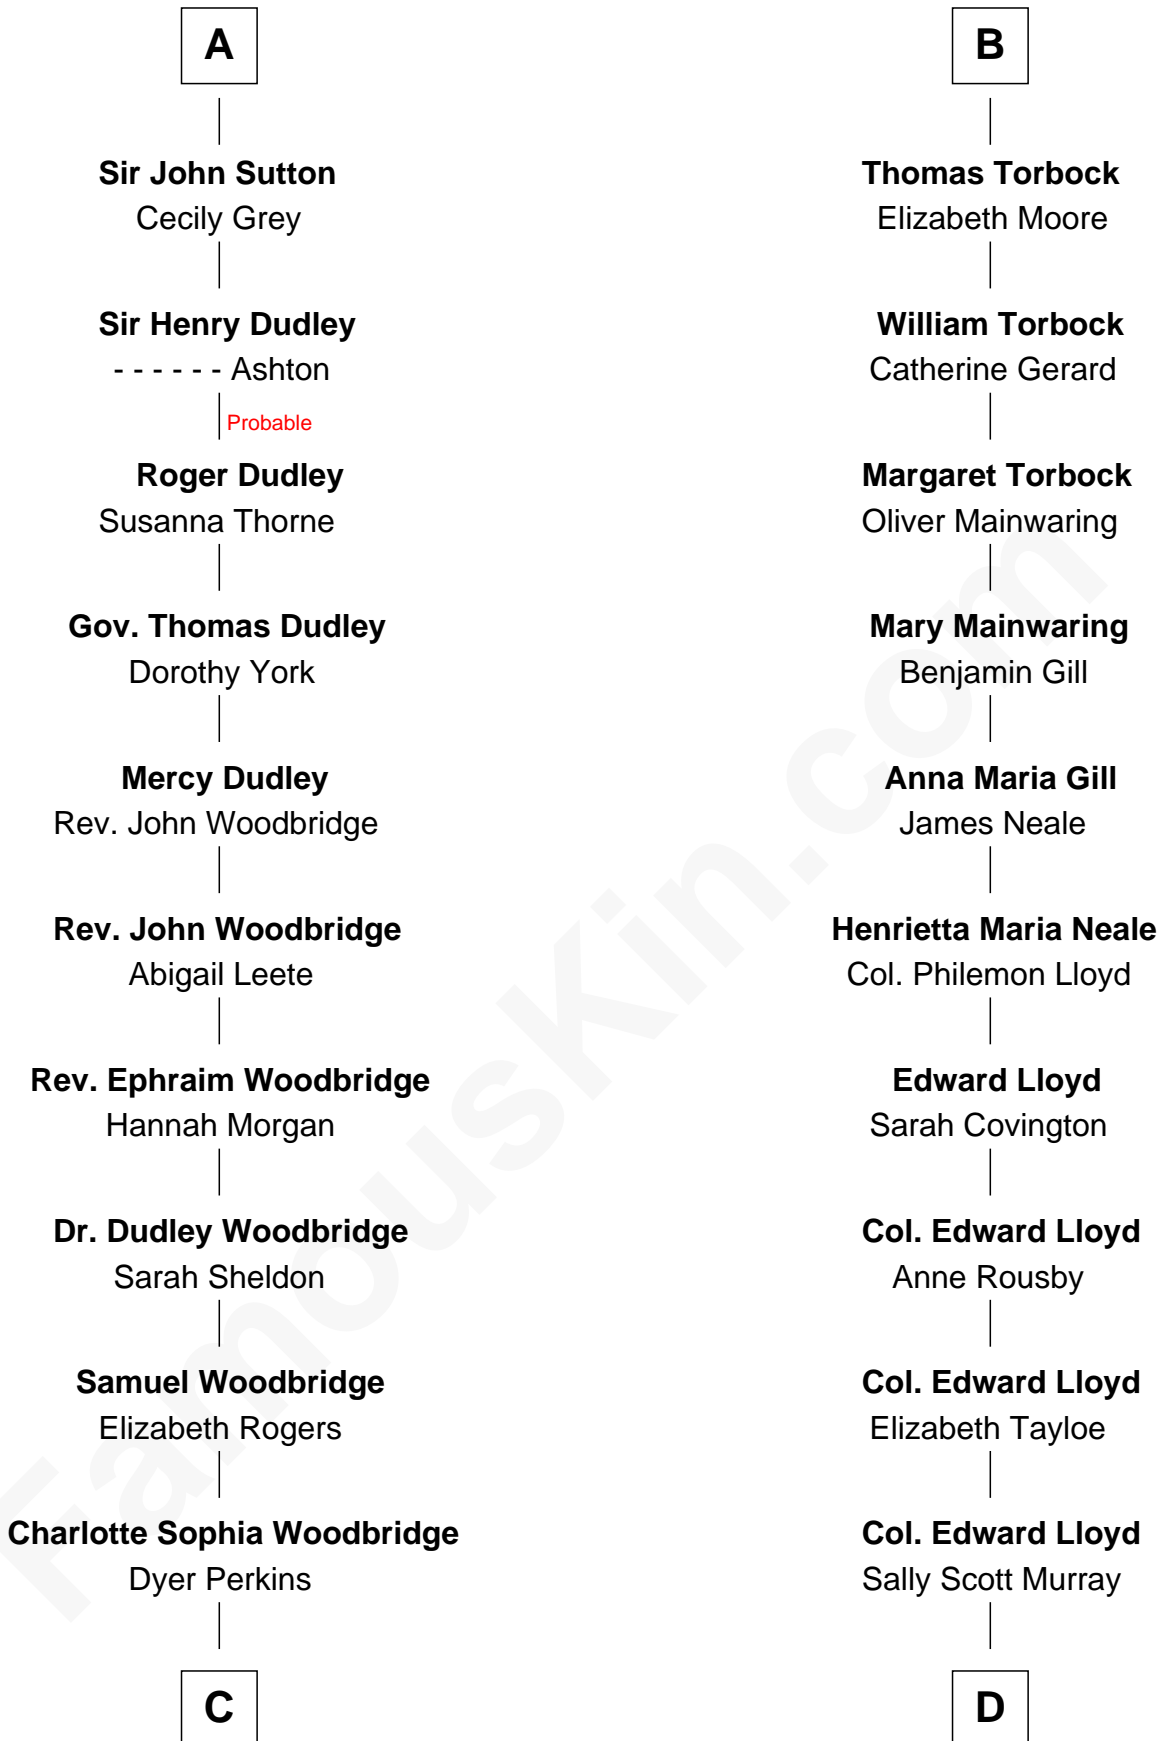 A
Sir John Sutton
Cecily Grey
Sir Henry Dudley
- - - - - - Ashton
Probable
Roger Dudley
Susanna Thorne
Gov. Thomas Dudley
Dorothy York
Mercy Dudley
Rev. John Woodbridge
Rev. John Woodbridge
Abigail Leete
Rev. Ephraim Woodbridge
Hannah Morgan
Dr. Dudley Woodbridge
Sarah Sheldon
Samuel Woodbridge
Elizabeth Rogers
Charlotte Sophia Woodbridge
Dyer Perkins
C
B
Thomas Torbock
Elizabeth Moore
William Torbock
Catherine Gerard
Margaret Torbock
Oliver Mainwaring
Mary Mainwaring
Benjamin Gill
Anna Maria Gill
James Neale
Henrietta Maria Neale
Col. Philemon Lloyd
Edward Lloyd
Sarah Covington
Col. Edward Lloyd
Anne Rousby
Col. Edward Lloyd
Elizabeth Tayloe
Col. Edward Lloyd
Sally Scott Murray
D
FamousKin.com